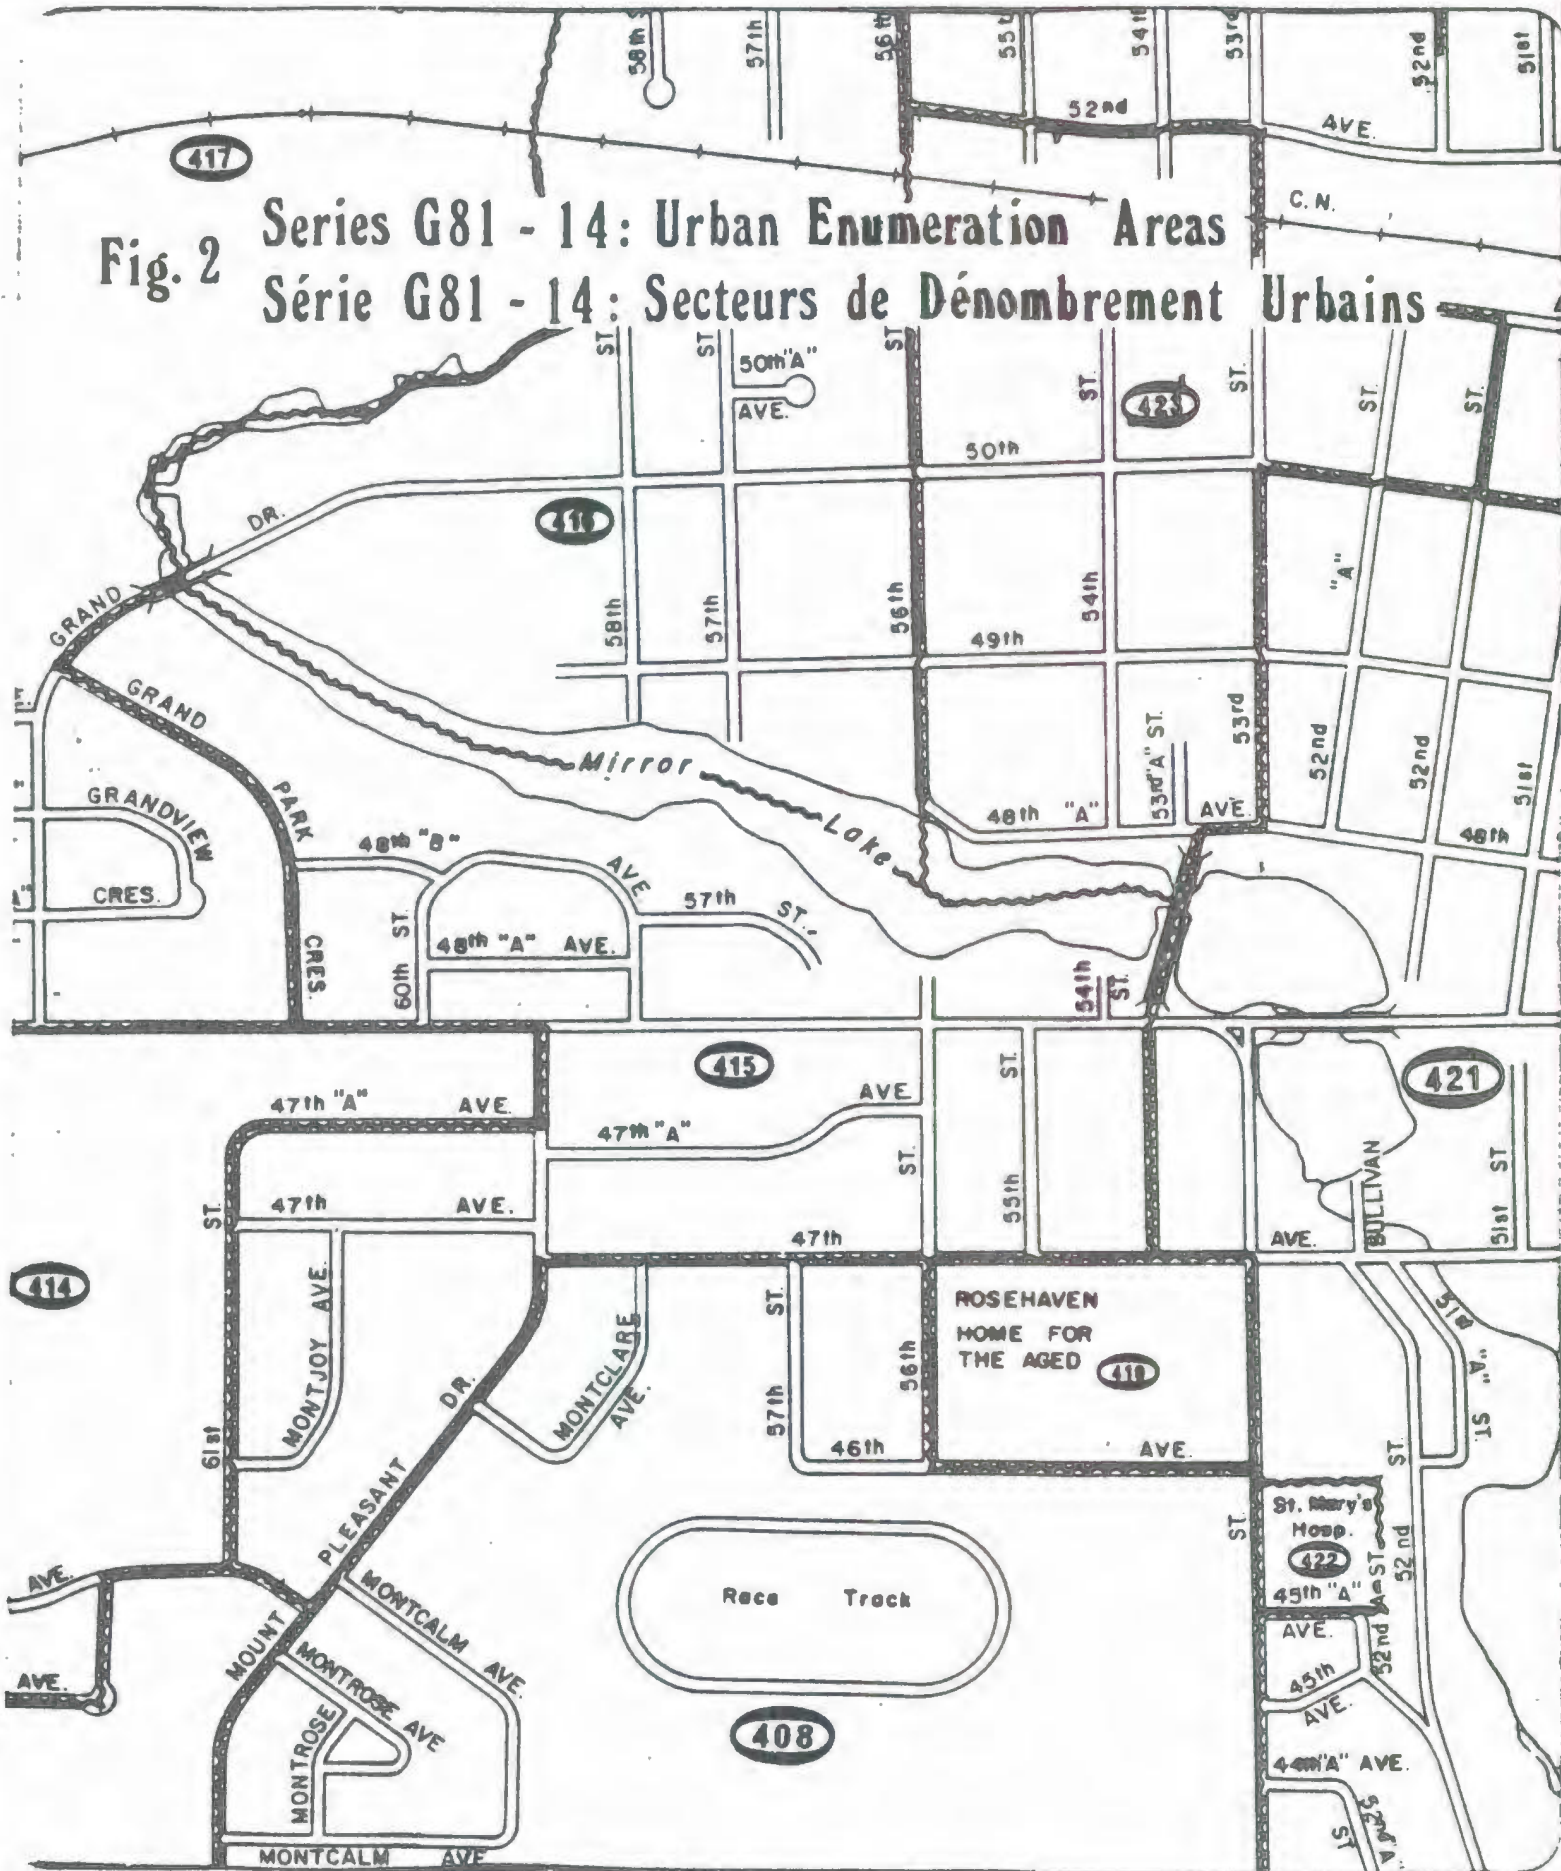 58th S
57th
56th
55t
54th
53rd
52nd
51st
52nd
AVE.
417
C. N.
Fig. 2
Series G81 - 14: Urban Enumeration Areas
Série G81 - 14: Secteurs de Dénombrement Urbains
ST.
ST
50th "A"
AVE.
ST
ST.
423
ST.
ST.
ST.
50th
DR.
GRAND
58th
57th
56th
54th
49th
"A"
GRAND
PARK
CRES.
53rd
53rd "A" ST.
52nd
52nd
51st
Mirror
Lake
48th "A"
AVE.
48th
GRANDVIEW
CRES.
48th "B"
AVE.
57th
ST.
60th
ST.
48th "A" AVE.
54th
ST.
415
421
47th "A"
AVE.
47th "A"
AVE
ST.
ST.
55th
SULLIVAN
51st
ST
ST.
47th
AVE.
47th
AVE.
414
MONTJOY AVE.
61st
DR.
MONTCLARE
AVE.
ST.
57th
56th
ROSEHAVEN
HOME FOR
THE AGED
51st
"A"
ST.
46th
AVE.
ST.
ST.
52nd
St. Mary's
Hosp.
422
45th "A"
AVE.
52nd "A" ST.
45th
AVE.
PLEASANT
MOUNT
AVE.
AVE.
MONTCALM
AVE.
MONTROSE AVE
MONTROSE
Race Track
408
44th "A" AVE.
52nd "A"
ST
MONTCALM AVE